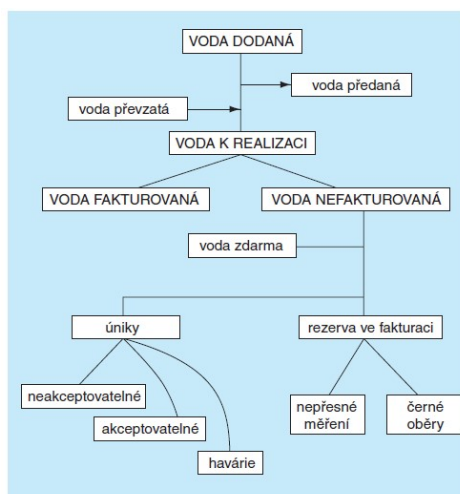 VODA DODANÁ
voda předaná
voda převzatá
VODA K REALIZACI
VODA FAKTUROVANÁ
VODA NEFAKTUROVANÁ
voda zdarma
úniky
rezerva ve fakturaci
neakceptovatelné
akceptovatelné
havárie
nepřesné
měření
černé
oběry